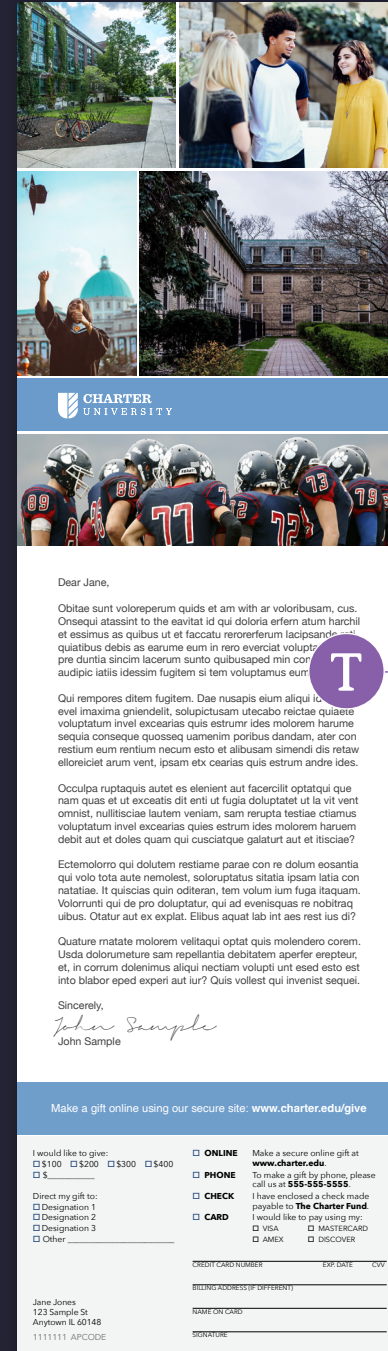 CHARTER
UNIVERSITY
89
86
77
7
12
72
73
79
Dear Jane,
Obitae sunt voloreperum quids et am with ar voloribusam, cus.
Onsequi atassint to the eavitat id qui doloria erfern atum harchil
et essimus as quibus ut et faccatu rerorerferum lacipsande
quiatibus debis as earume eum in rero everciat
pre duntia sincim lacerum sunto quibusaped min
audipic iatiis idessim fugitem si tem voluptamus eum
T
Qui rempores ditem fugitem. Dae nusapis eium aliqui
evel imaxima gniendelit, solupictusam utecabo reictae quiaete
voluptatum invel excearias quis estrumr ides molorem harume
sequia conseque quosseq uamenim poribus dandam, ater con
restium eum rentium necum esto et alibusam simendi dis retaw
elloreiciet arum vent, ipsam etx cearias quis estrum andre ides.
Occulpa ruptaquis autet es elenient aut facercilit optatqui que
nam quas et ut exceatis dit enti ut fugia doluptatet ut la vit vent
omnist, nullitisciae lautem veniam, sam rerupta testiae ctiamus
voluptatum invel excearias quies estrum ides molorem haruem
debit aut et doles quam qui cusciatque galaturt aut et itisciae?
Ectemolorro qui dolutem restiame parae con re dolum eosantia
qui volo tota aute nemolest, soloruptatus sitatia ipsam latia con
natatiae. It quiscias quin oditeran, tem volum ium fuga itaquam.
Volorrunti qui de pro doluptatur, qui ad evenisquas re nobitraq
uibus. Otatur aut ex explat. Elibus aquat lab int aes rest ius di?
Quature rnatate molorem velitaqui optat quis molendero corem.
Usda dolorumeture sam repellantia debitatem aperfer erepteur,
et, in corrum dolenimus aliqui nectiam volupti unt esed esto est
into blabor eped experi aut iur? Quis vollest qui invenist sequei.
Sincerely,
John Sample
John Sample
Make a gift online using our secure site: www.charter.edu/give
I would like to give:
$100 $200 $300 $400
$
Direct my gift to:
Designation 1
Designation 2
Designation 3
Other
Jane Jones
123 Sample St
Anytown IL 60148
1111111 APCODE
ONLINE Make a secure online gift at
www.charter.edu.
PHONE To make a gift by phone, please
call us at 555-555-5555.
CHECK I have enclosed a check made
payable to The Charter Fund.
CARD I would like to pay using my:
VISA MASTERCARD
AMEX DISCOVER
CREDIT CARD NUMBER EXP. DATE CVV
BILLING ADDRESS (IF DIFFERENT)
NAME ON CARD
SIGNATURE